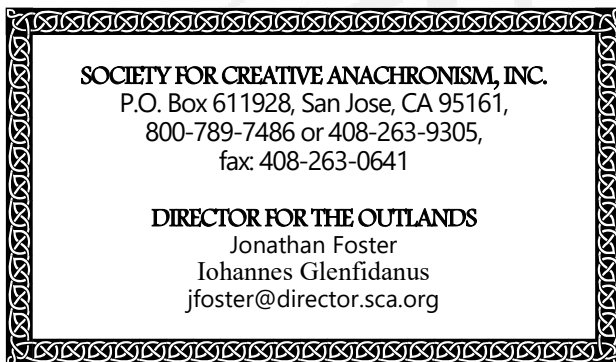 SOCIETY FOR CREATIVE ANACHRONISM, INC.
P.O. Box 611928, San Jose, CA 95161,
800-789-7486 or 408-263-9305,
fax: 408-263-0641
DIRECTOR FOR THE OUTLANDS
Jonathan Foster
Iohannes Glenfidanus
jfoster@director.sca.org